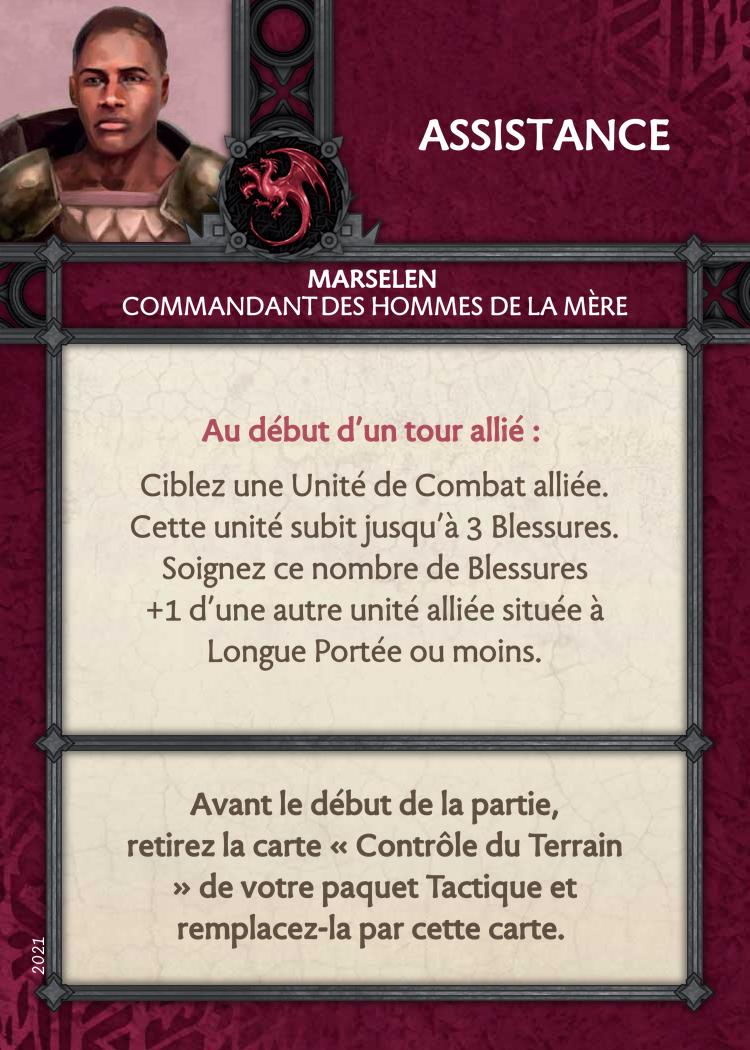 ASSISTANCE
MARSELEN
COMMANDANT DES HOMMES DE LA MÈRE
Au début d'un tour allié :
Ciblez une Unité de Combat alliée.
Cette unité subit jusqu'à 3 Blessures.
Soignez ce nombre de Blessures
+1 d'une autre unité alliée située à
Longue Portée ou moins.
Avant le début de la partie,
retirez la carte « Contrôle du Terrain
» de votre paquet Tactique et
remplacez-la par cette carte.
2021